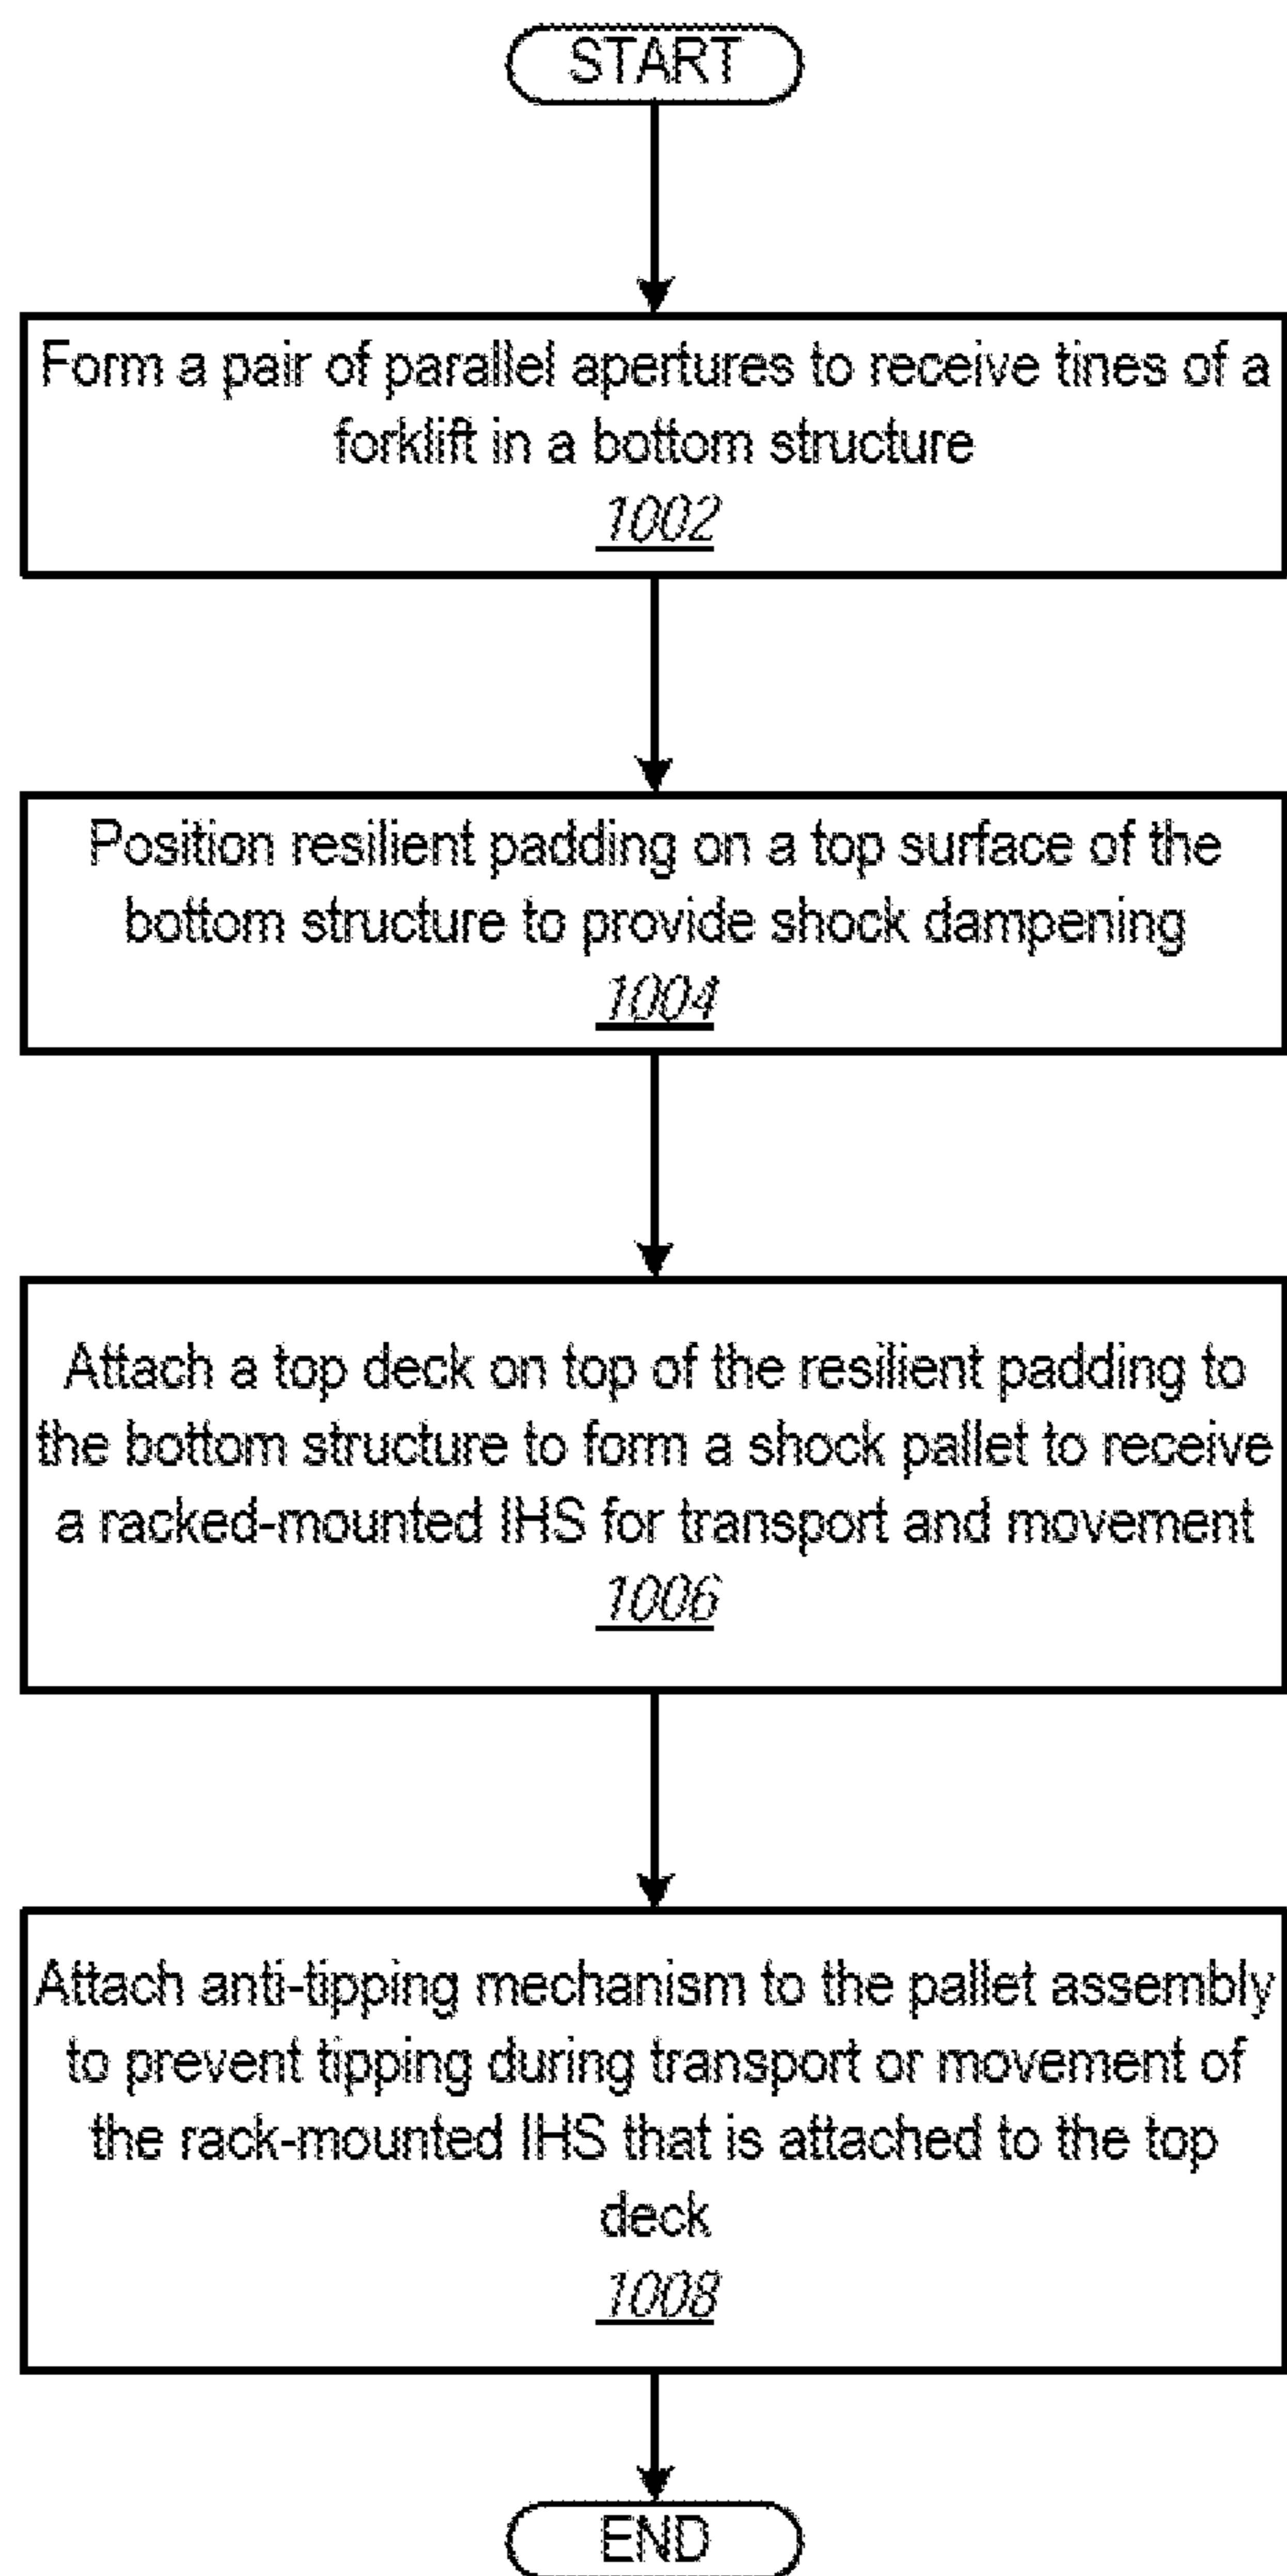 START
Form a pair of parallel apertures to receive tines of a
forklift in a bottom structure
1002
Position resilient padding on a top surface of the
bottom structure to provide shock dampening
1004
Attach a top deck on top of the resilient padding to
the bottom structure to form a shock pallet to receive
a racked-mounted IHS for transport and movement
1006
Attach anti-tipping mechanism to the pallet assembly
to prevent tipping during transport or movement of
the rack-mounted IHS that is attached to the top
deck
1008
END